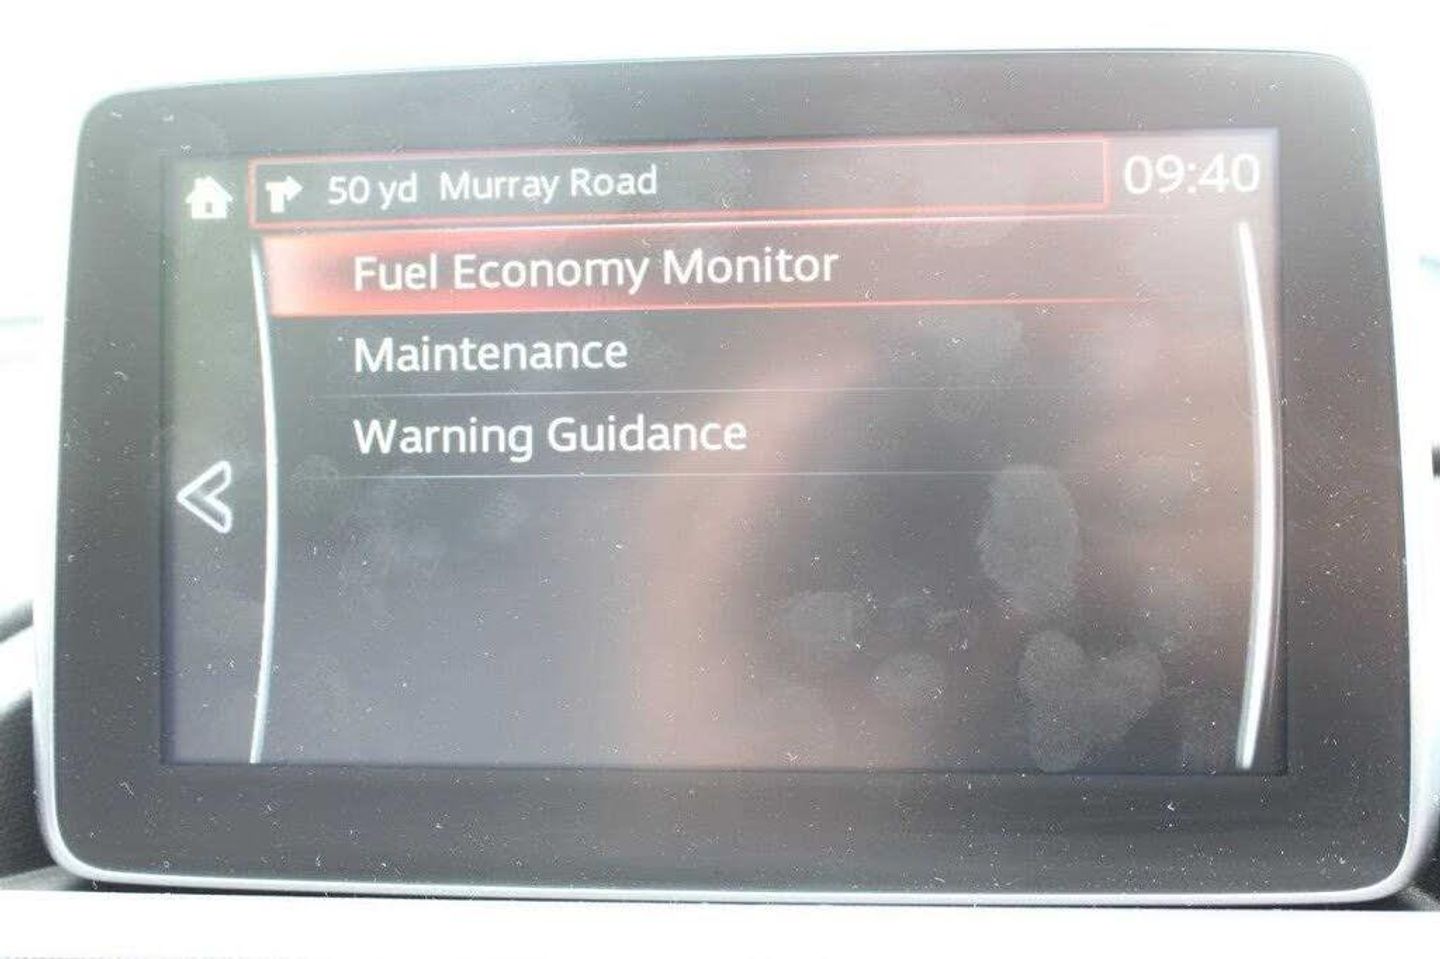 50 yd Murray Road 09:40
Fuel Economy Monitor
Maintenance
Warning Guidance